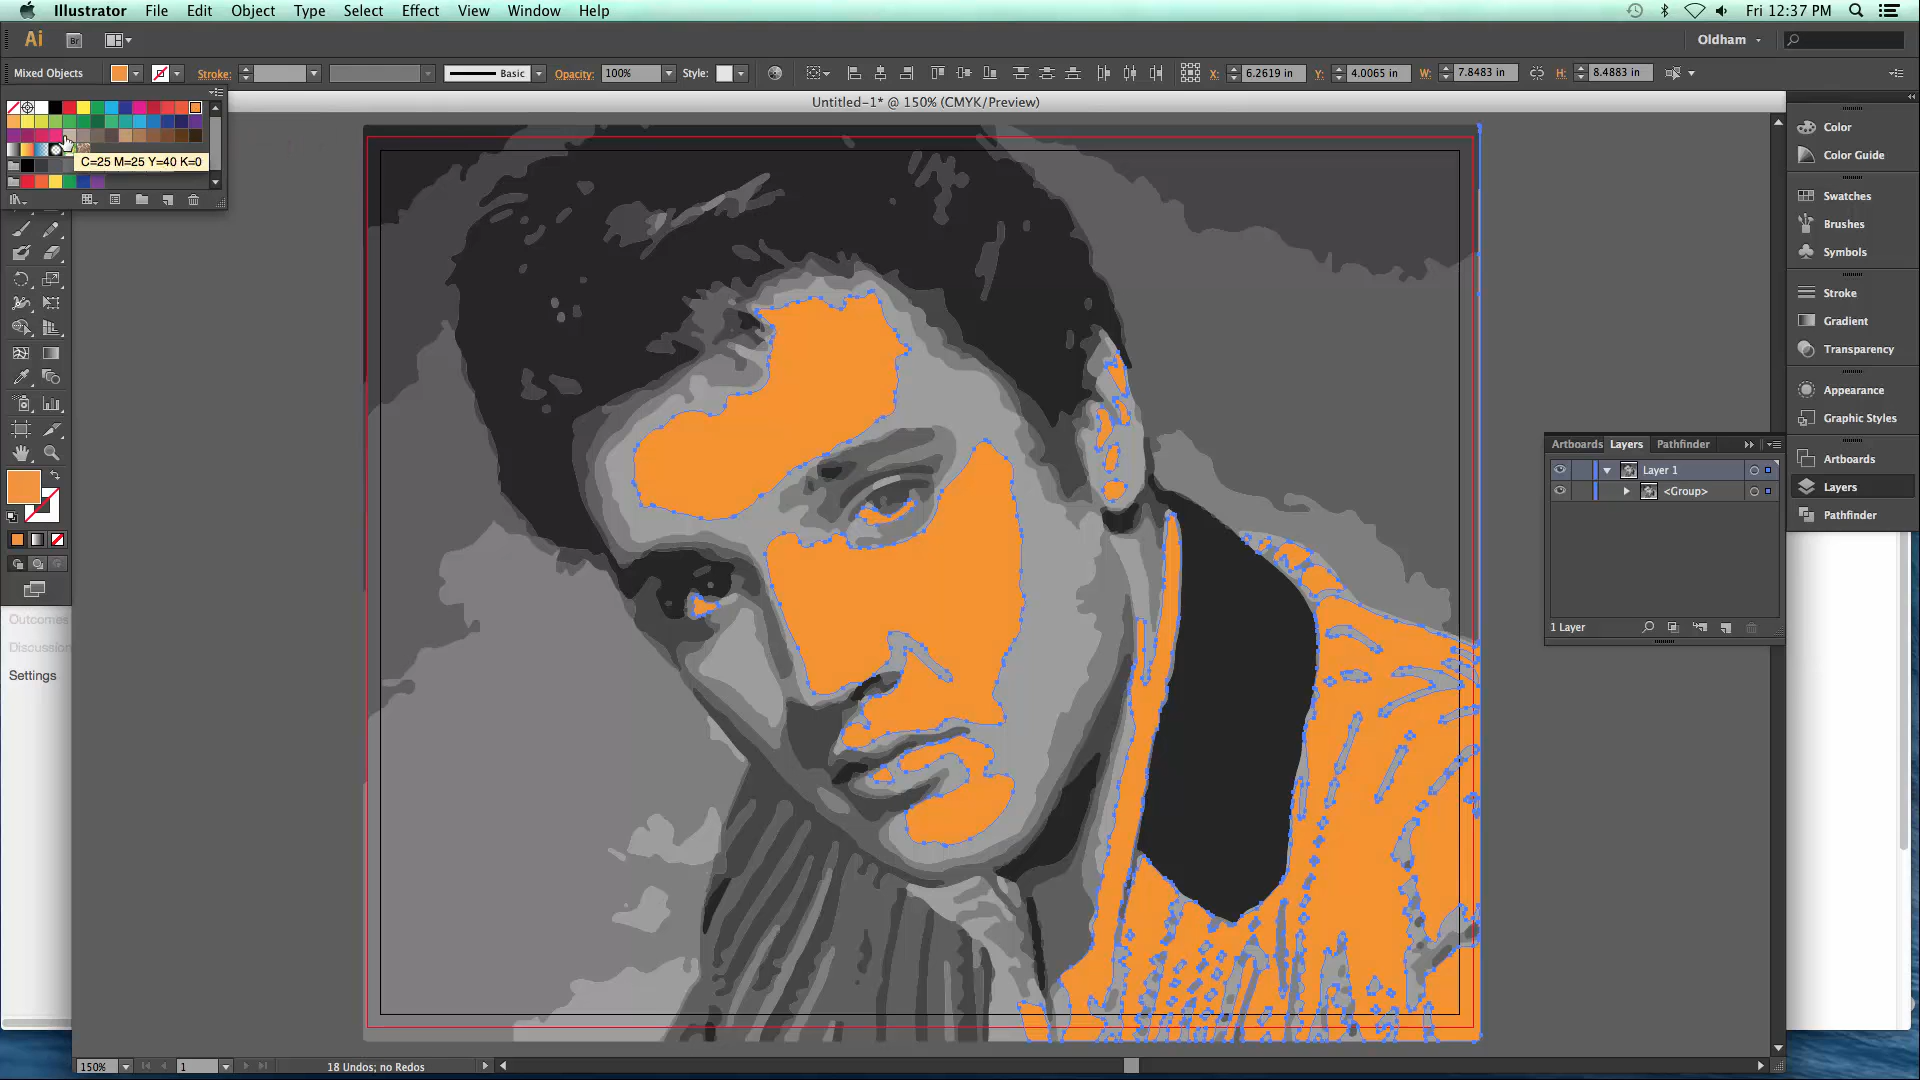 Illustrator File Edit Object Type Select Effect View Window Help Fri 12:37 PM
Ai Br Oldham
Mixed Objects Stroke: Basic Opacity: 100% Style: X: 6.2619 in Y: 4.0065 in W: 7.8483 in H: 8.4883 in
Untitled-1* @ 150% (CMYK/Preview)
C=25 M=25 Y=40 K=0
Color
Color Guide
Swatches
Brushes
Symbols
Stroke
Gradient
Transparency
Appearance
Graphic Styles
Artboards
Layers
Pathfinder
Artboards Layers Pathfinder
Layer 1
<Group>
1 Layer
Outcomes
Discussion
Settings
150% 1 18 Undos; no Redos